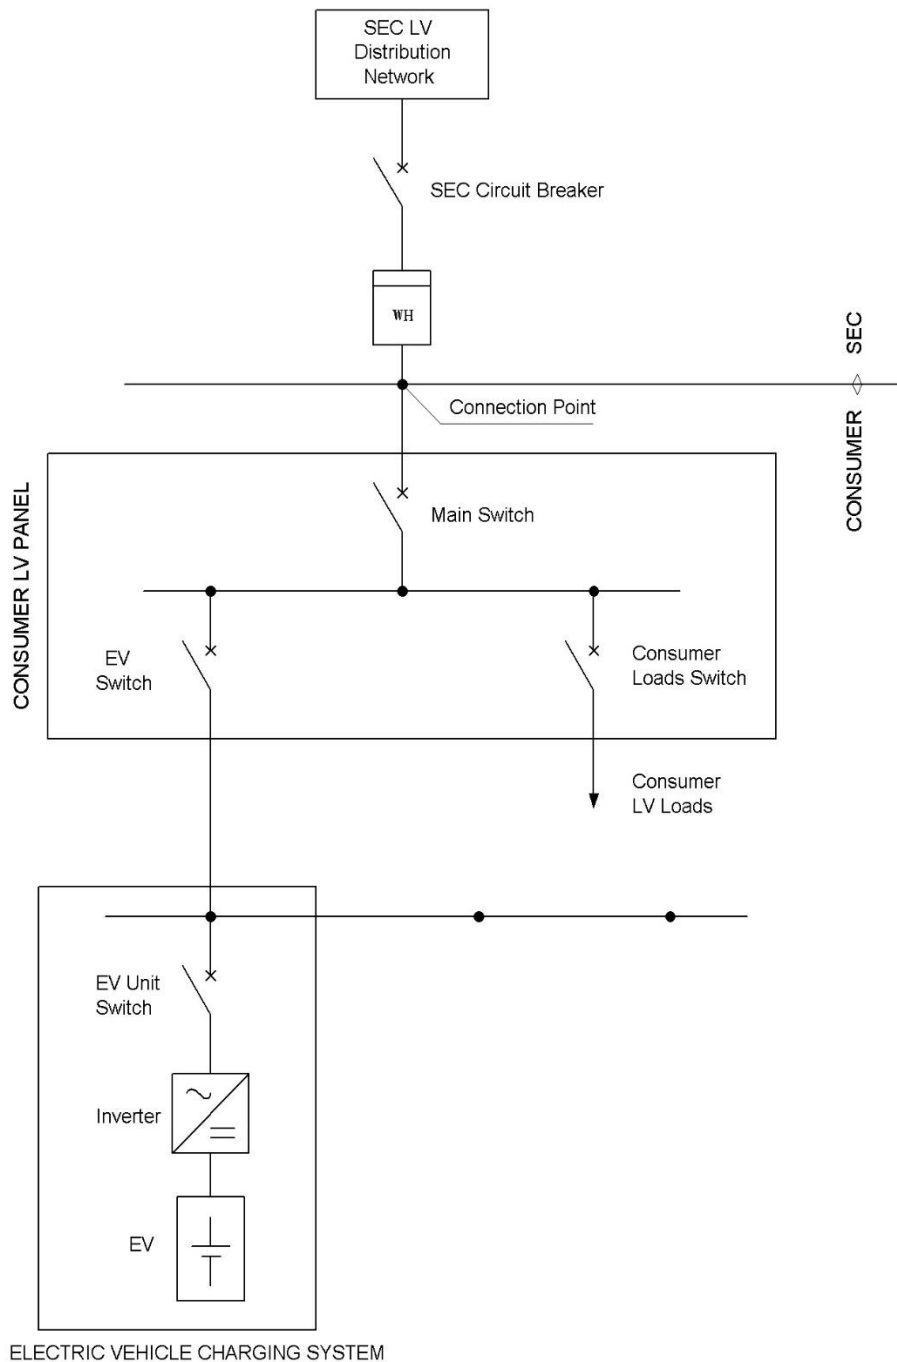 SEC LV
Distribution
Network
SEC Circuit Breaker
WH
SEC
CONSUMER
Connection Point
CONSUMER LV PANEL
Main Switch
EV
Switch
Consumer
Loads Switch
Consumer
LV Loads
EV Unit
Switch
Inverter
EV
ELECTRIC VEHICLE CHARGING SYSTEM